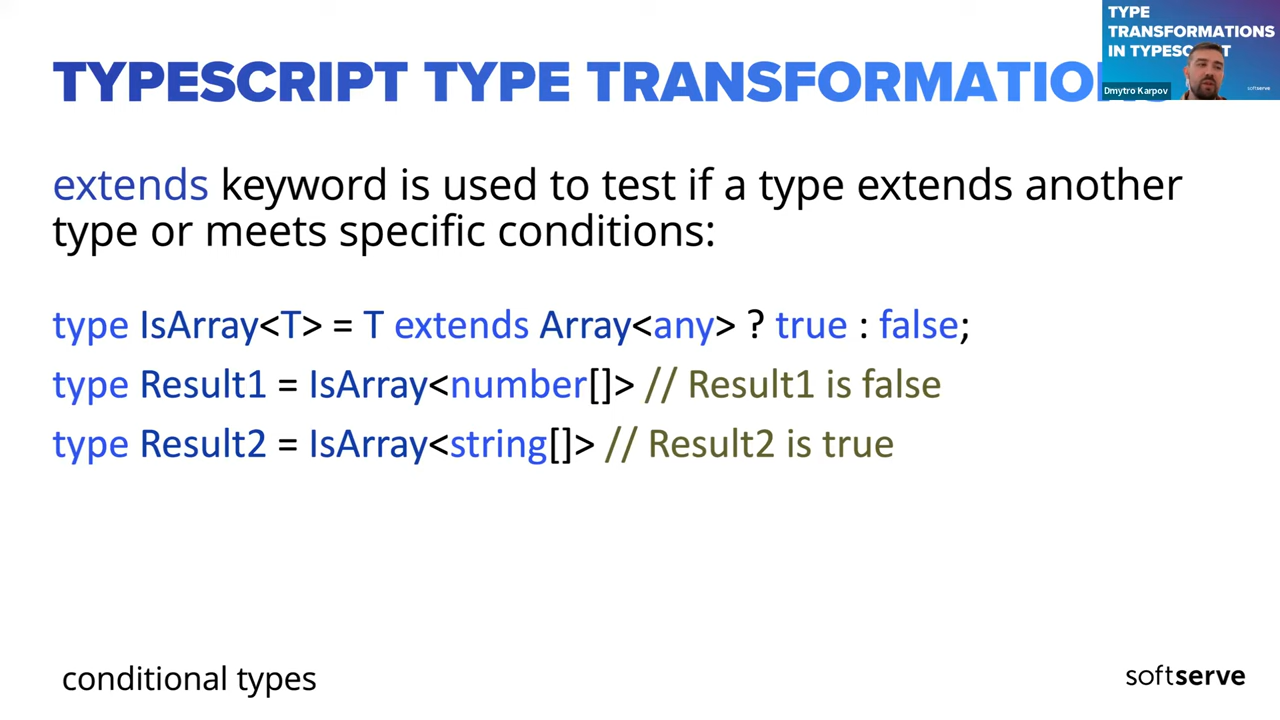 TYPESCRIPT TYPE TRANSFORMATIO
TYPE
TRANSFORMATIONS
IN TYPESCRIPT
Dmytro Karpov
softserve
extends keyword is used to test if a type extends another
type or meets specific conditions:
type IsArray<T> = T extends Array<any> ? true : false;
type Result1 = IsArray<number[]> // Result1 is false
type Result2 = IsArray<string[]> // Result2 is true
conditional types
softserve